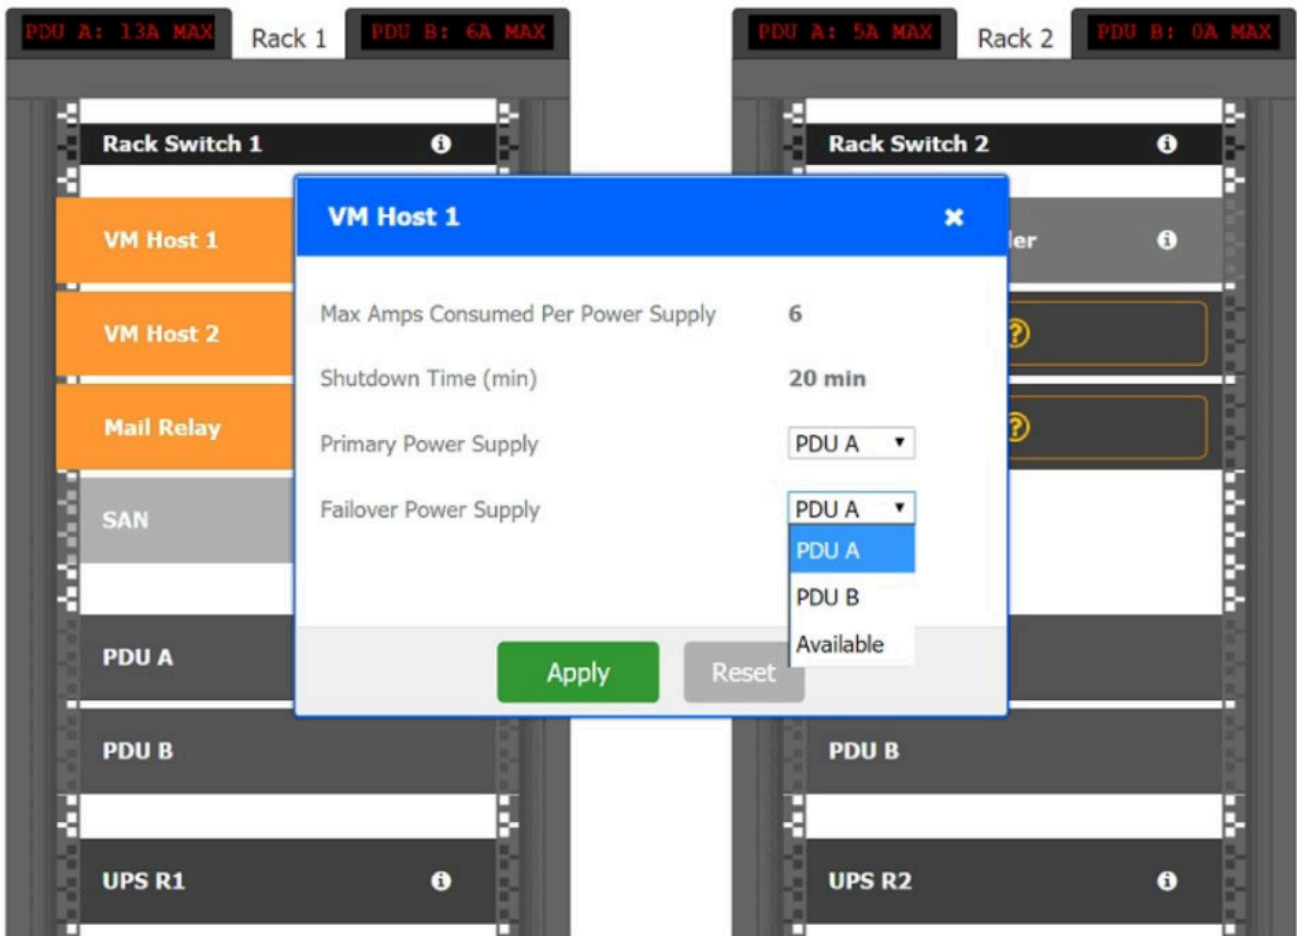 PDU A: 13A MAX
Rack 1
PDU B: 6A MAX
PDU A: 5A MAX
Rack 2
PDU B: 0A MAX
Rack Switch 1
Rack Switch 2
VM Host 1
VM Host 1
ler
VM Host 2
Mail Relay
SAN
PDU A
PDU B
UPS R1
Max Amps Consumed Per Power Supply 6
Shutdown Time (min) 20 min
Primary Power Supply PDU A
Failover Power Supply PDU A
PDU A
PDU B
Available
Apply
Reset
PDU B
UPS R2